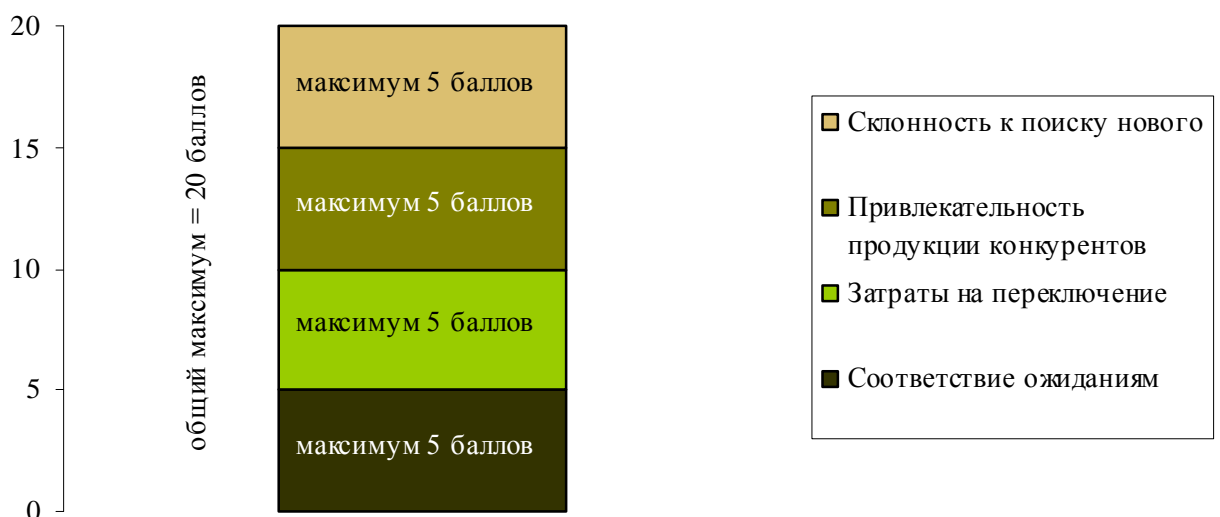 20
15
10
5
0
общий максимум = 20 баллов
максимум 5 баллов
максимум 5 баллов
максимум 5 баллов
максимум 5 баллов
Склонность к поиску нового
Привлекательность
продукции конкурентов
Затраты на переключение
Соответствие ожиданиям